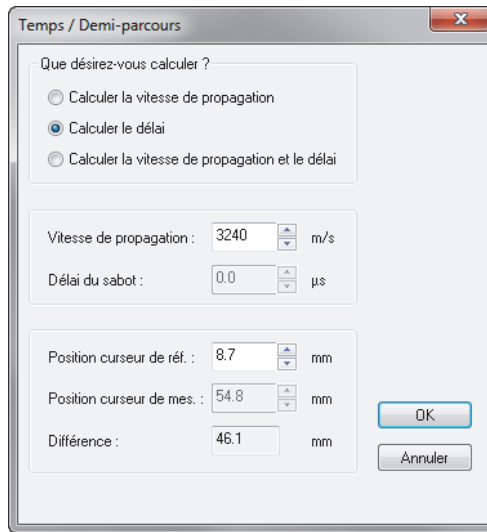 Temps / Demi-parcours
Que désirez-vous calculer ?
Calculer la vitesse de propagation
Calculer le délai
Calculer la vitesse de propagation et le délai
Vitesse de propagation : 3240 m/s
Délai du sabot : 0.0 µs
Position curseur de réf. : 8.7 mm
Position curseur de mes. : 54.8 mm
Différence : 46.1 mm
OK
Annuler